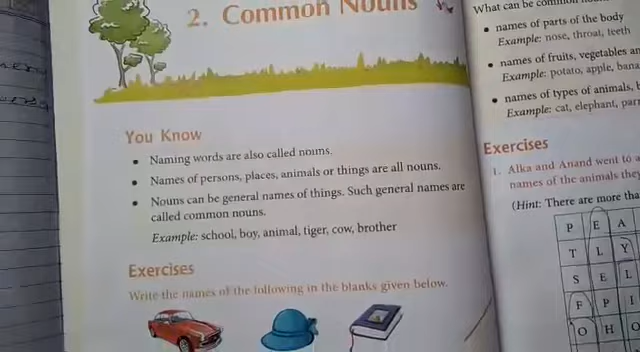 2. Common Nouns
You Know
• Naming words are also called nouns.
• Names of persons, places, animals or things are all nouns.
• Nouns can be general names of things. Such general names are
called common nouns.
Example: school, boy, animal, tiger, cow, brother
Exercises
Write the names of the following in the blanks given below.
What can be common
• names of parts of the body
Example: nose, throat, teeth
• names of fruits, vegetables
Example: potato, apple,
• names of types of animals,
Example: cat, elephant,
Exercises
1. Alka and Anand went to
names of the animals they
(Hint: There are more
P E A
T L Y
S E L
F P
O H O